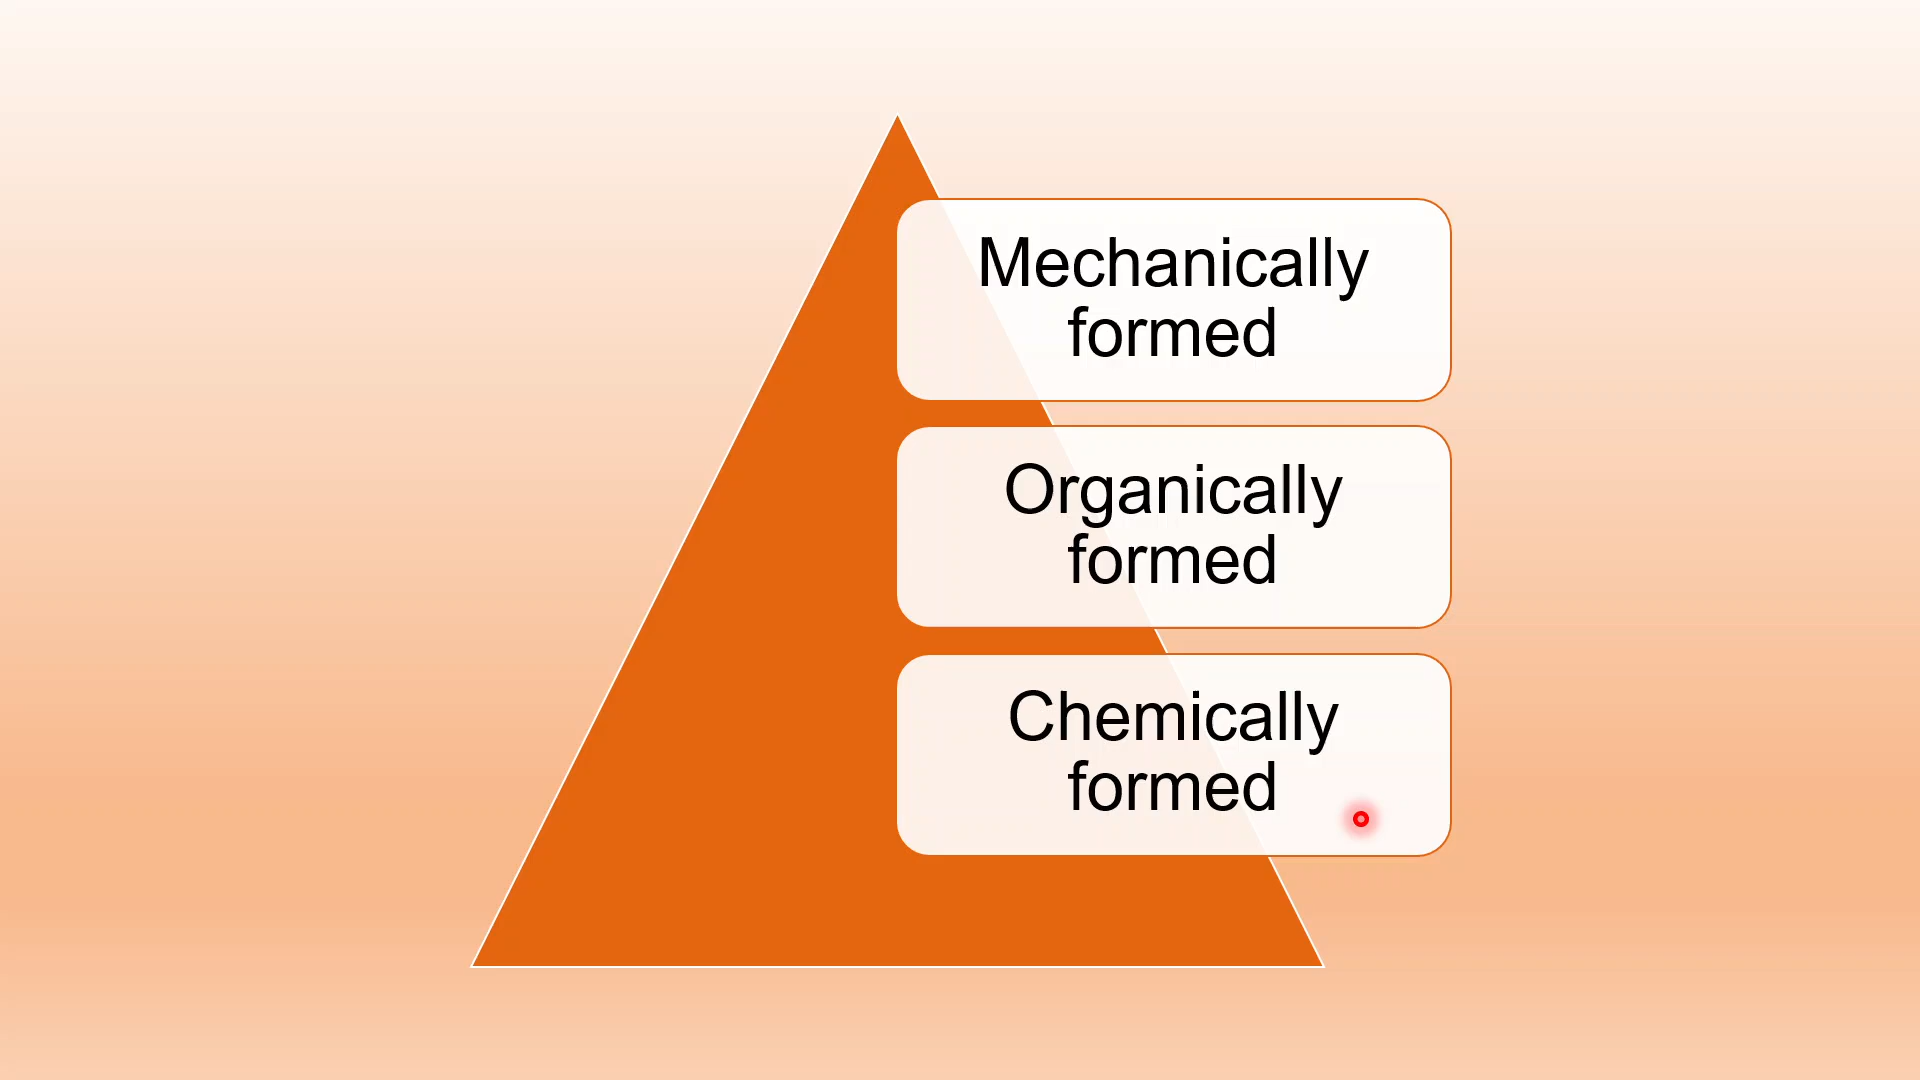 Mechanically
formed
Organically
formed
Chemically
formed